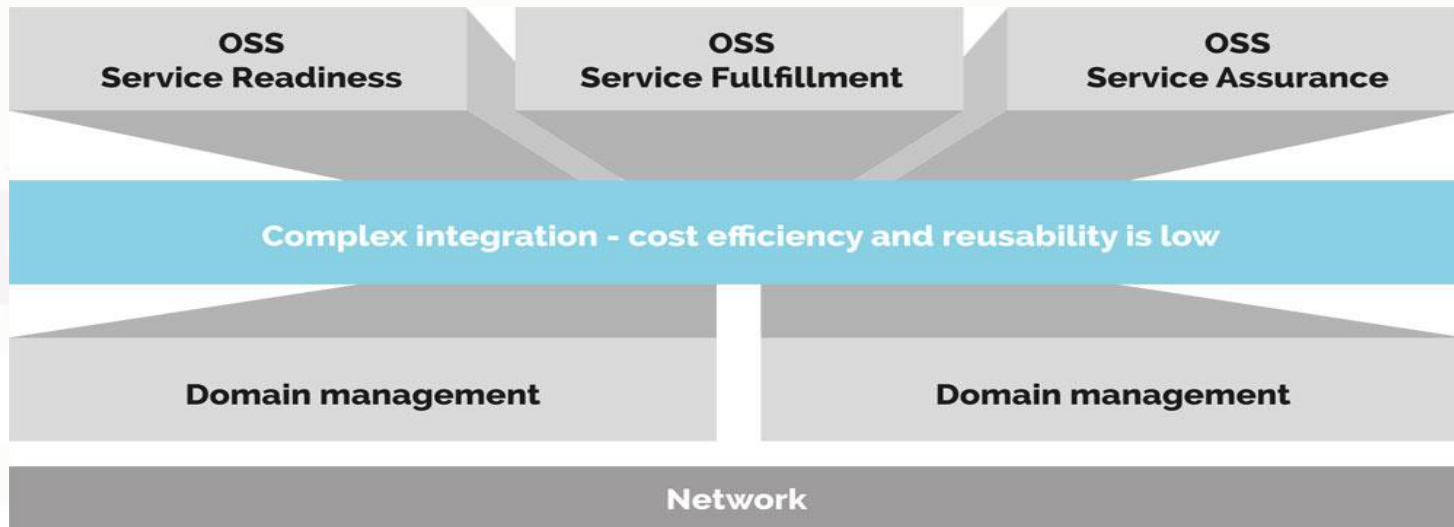 OSS
Service Readiness
OSS
Service Fullfillment
OSS
Service Assurance
Complex integration - cost efficiency and reusability is low
Domain management
Domain management
Network